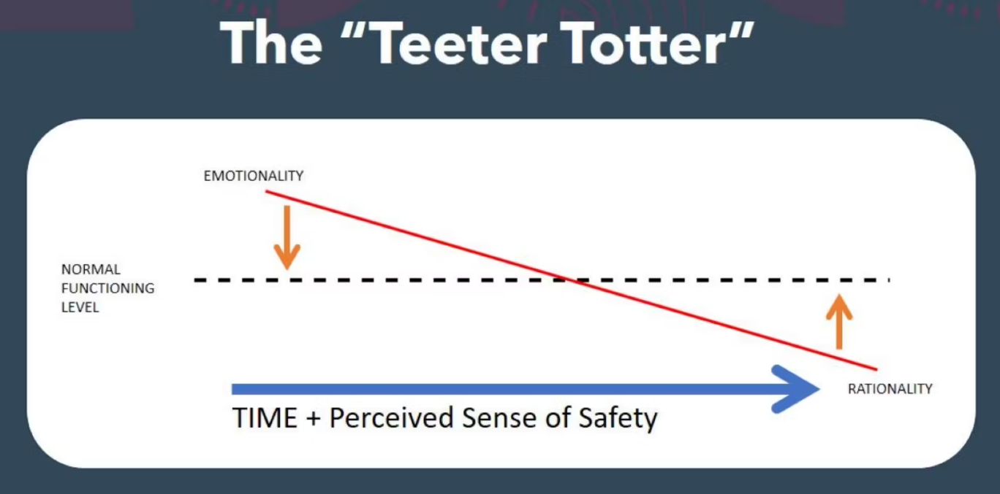 The “Teeter Totter”
EMOTIONALITY
NORMAL
FUNCTIONING
LEVEL
RATIONALITY
TIME + Perceived Sense of Safety